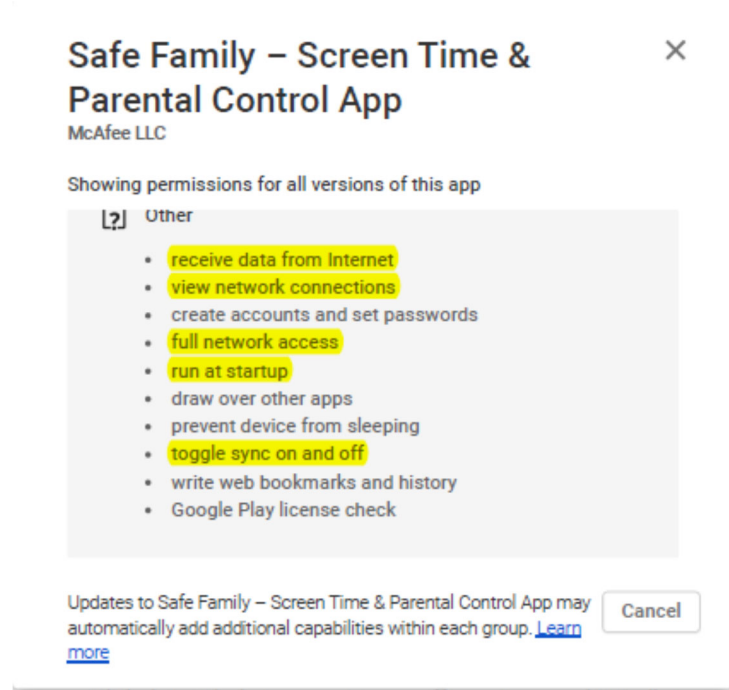 Safe Family – Screen Time &
Parental Control App
McAfee LLC
Showing permissions for all versions of this app
Other
receive data from Internet
view network connections
create accounts and set passwords
full network access
run at startup
draw over other apps
prevent device from sleeping
toggle sync on and off
write web bookmarks and history
Google Play license check
Updates to Safe Family – Screen Time & Parental Control App may
automatically add additional capabilities within each group. Learn
more
Cancel